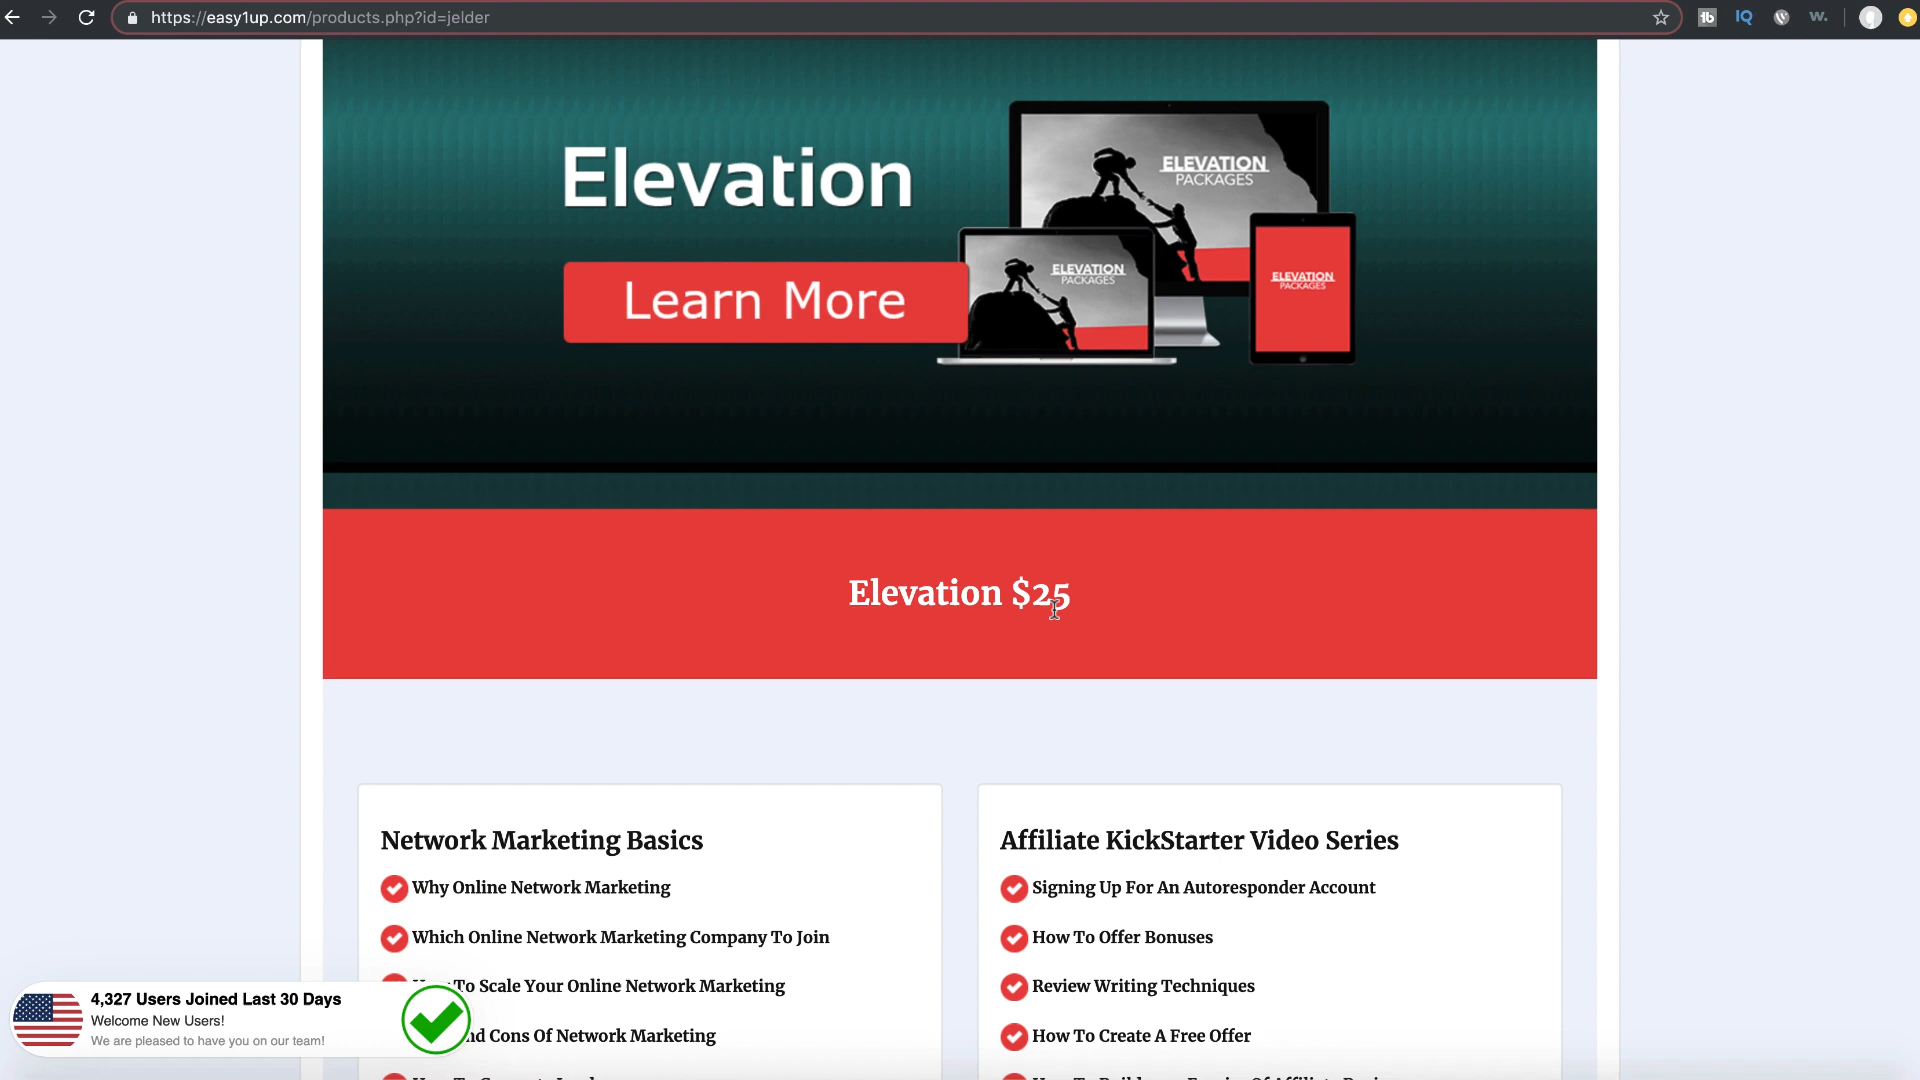 https://easy1up.com/products.php?id=jelder
tb
IQ
w.
Elevation
Learn More
ELEVATION
PACKAGES
ELEVATION
PACKAGES
ELEVATION
PACKAGES
Elevation $25
Network Marketing Basics
Why Online Network Marketing
Which Online Network Marketing Company To Join
To Scale Your Online Network Marketing
Cons Of Network Marketing
Affiliate KickStarter Video Series
Signing Up For An Autoresponder Account
How To Offer Bonuses
Review Writing Techniques
How To Create A Free Offer
4,327 Users Joined Last 30 Days
Welcome New Users!
We are pleased to have you on our team!